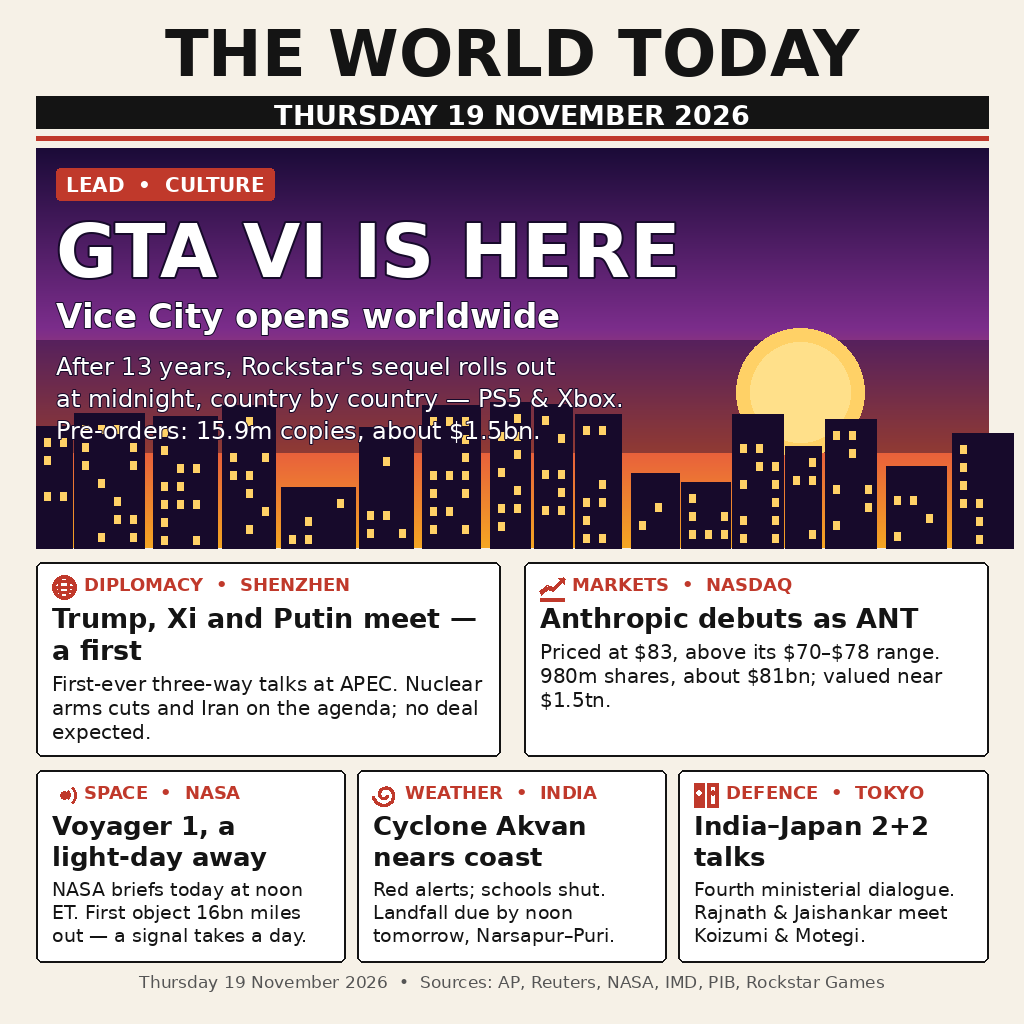 THE WORLD TODAY
THURSDAY 19 NOVEMBER 2026
LEAD • CULTURE
GTA VI IS HERE
Vice City opens worldwide
After 13 years, Rockstar's sequel rolls out
at midnight, country by country — PS5 & Xbox.
Pre-orders: 15.9m copies, about $1.5bn.
DIPLOMACY • SHENZHEN
Trump, Xi and Putin meet —
a first
First-ever three-way talks at APEC. Nuclear
arms cuts and Iran on the agenda; no deal
expected.
MARKETS • NASDAQ
Anthropic debuts as ANT
Priced at $83, above its $70–$78 range.
980m shares, about $81bn; valued near
$1.5tn.
SPACE • NASA
Voyager 1, a
light-day away
NASA briefs today at noon
ET. First object 16bn miles
out — a signal takes a day.
WEATHER • INDIA
Cyclone Akvan
nears coast
Red alerts; schools shut.
Landfall due by noon
tomorrow, Narsapur–Puri.
DEFENCE • TOKYO
India–Japan 2+2
talks
Fourth ministerial dialogue.
Rajnath & Jaishankar meet
Koizumi & Motegi.
Thursday 19 November 2026 • Sources: AP, Reuters, NASA, IMD, PIB, Rockstar Games